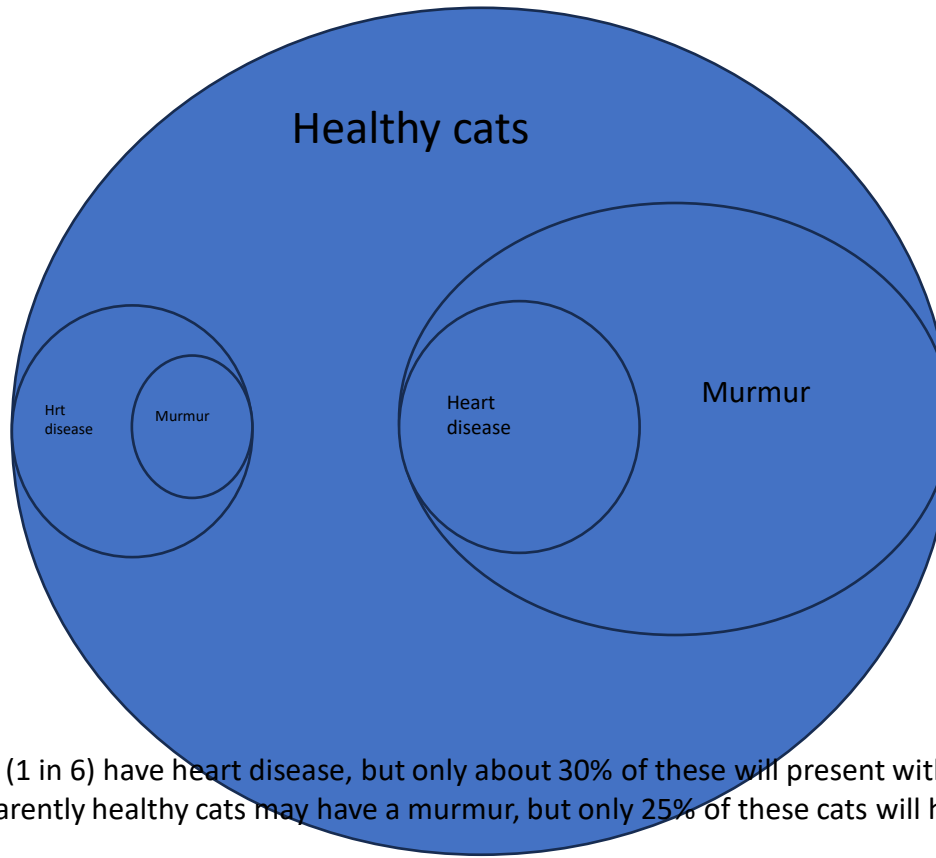 Healthy cats
Hrt
disease
Murmur
Heart
disease
Murmur
(1 in 6) have heart disease, but only about 30% of these will present with
healthy cats may have a murmur, but only 25% of these cats will